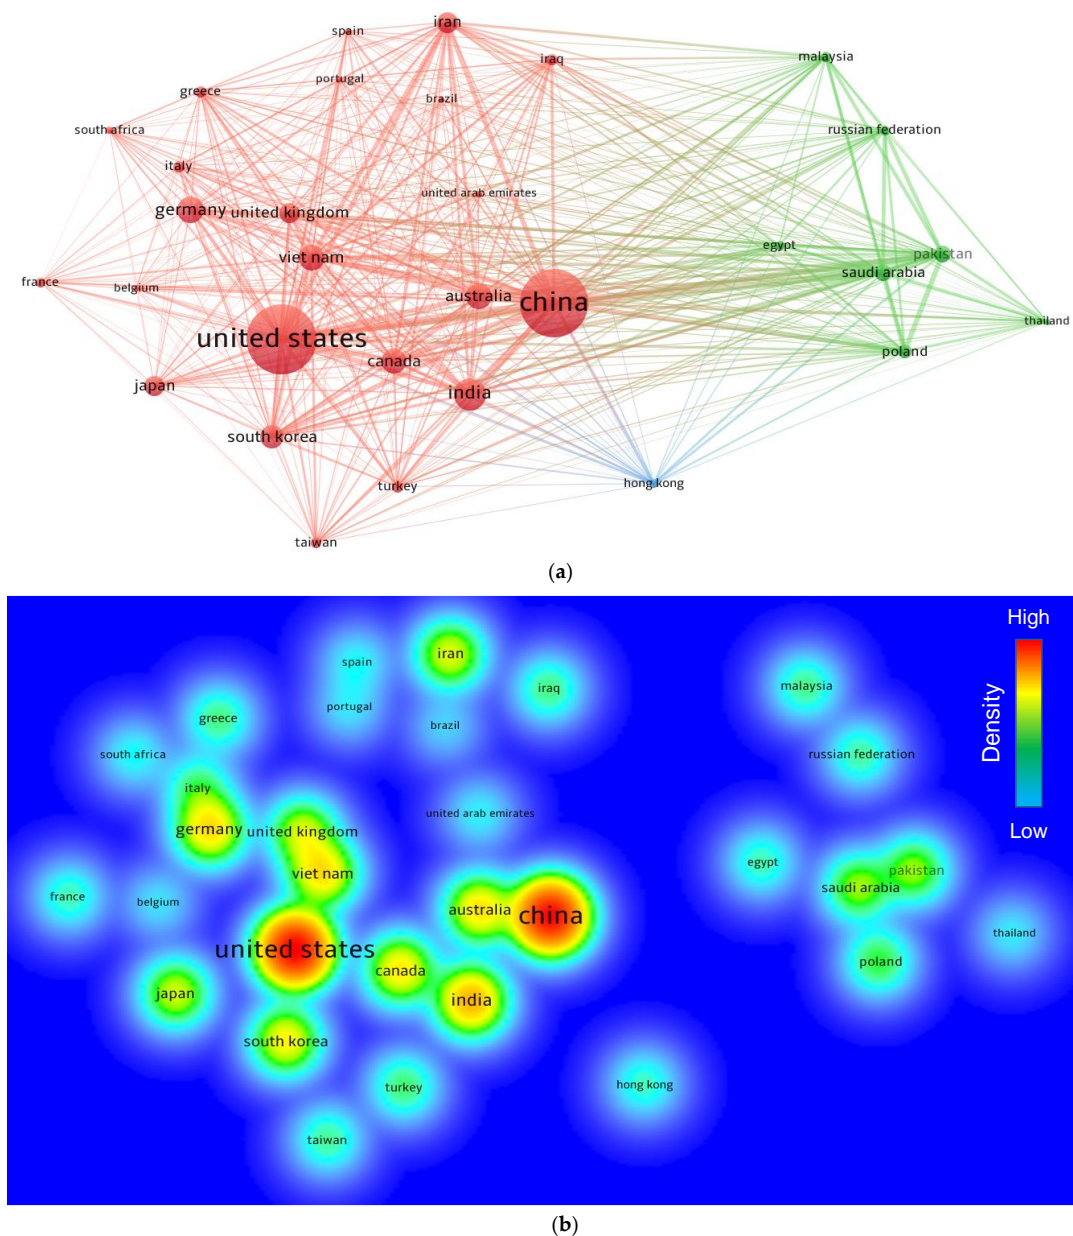 iran
spain
iraq
malaysia
portugal
greece
brazil
south africa
russian federation
italy
united arab emirates
germany
united kingdom
egypt
pakistan
viet nam
saudi arabia
france
belgium
australia
china
thailand
united states
poland
canada
japan
india
south korea
hong kong
turkey
taiwan
(a)
High
Density
Low
iran
spain
iraq
malaysia
portugal
greece
brazil
south africa
russian federation
italy
united arab emirates
germany
united kingdom
egypt
pakistan
viet nam
saudi arabia
france
belgium
australia
china
thailand
united states
poland
canada
japan
india
south korea
hong kong
turkey
taiwan
(b)